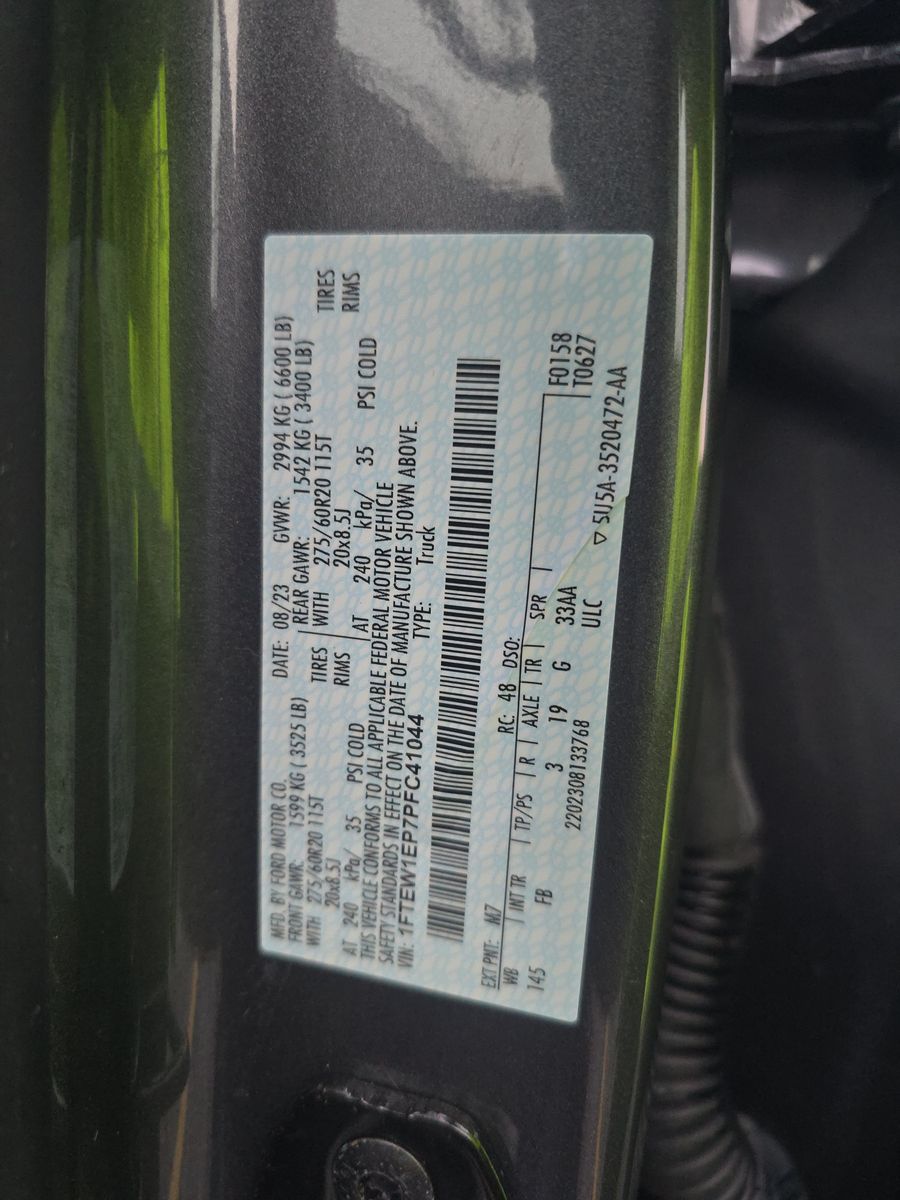 MFD. BY FORD MOTOR CO.
DATE: 08/23 GVWR: 2994 KG ( 6600 LB)
FRONT GAWR: 1599 KG ( 3525 LB)
REAR GAWR: 1542 KG ( 3400 LB)
WITH 275/60R20 115T TIRES
WITH 275/60R20 115T TIRES
20x8.5J RIMS
20x8.5J RIMS
AT 240 kPa/ 35 PSI COLD
AT 240 kPa/ 35 PSI COLD
THIS VEHICLE CONFORMS TO ALL APPLICABLE FEDERAL MOTOR VEHICLE
SAFETY STANDARDS IN EFFECT ON THE DATE OF MANUFACTURE SHOWN ABOVE.
VIN: 1FTEW1EP7PFC41044 TYPE: Truck
EXT PNT: M7 RC: 48 DSO:
F0158
T0627
WB INT TR TP/PS R AXLE TR SPR
145 FB 3 19 G 33AA
2202308133768 ULC
▽ 5U5A-3520472-AA